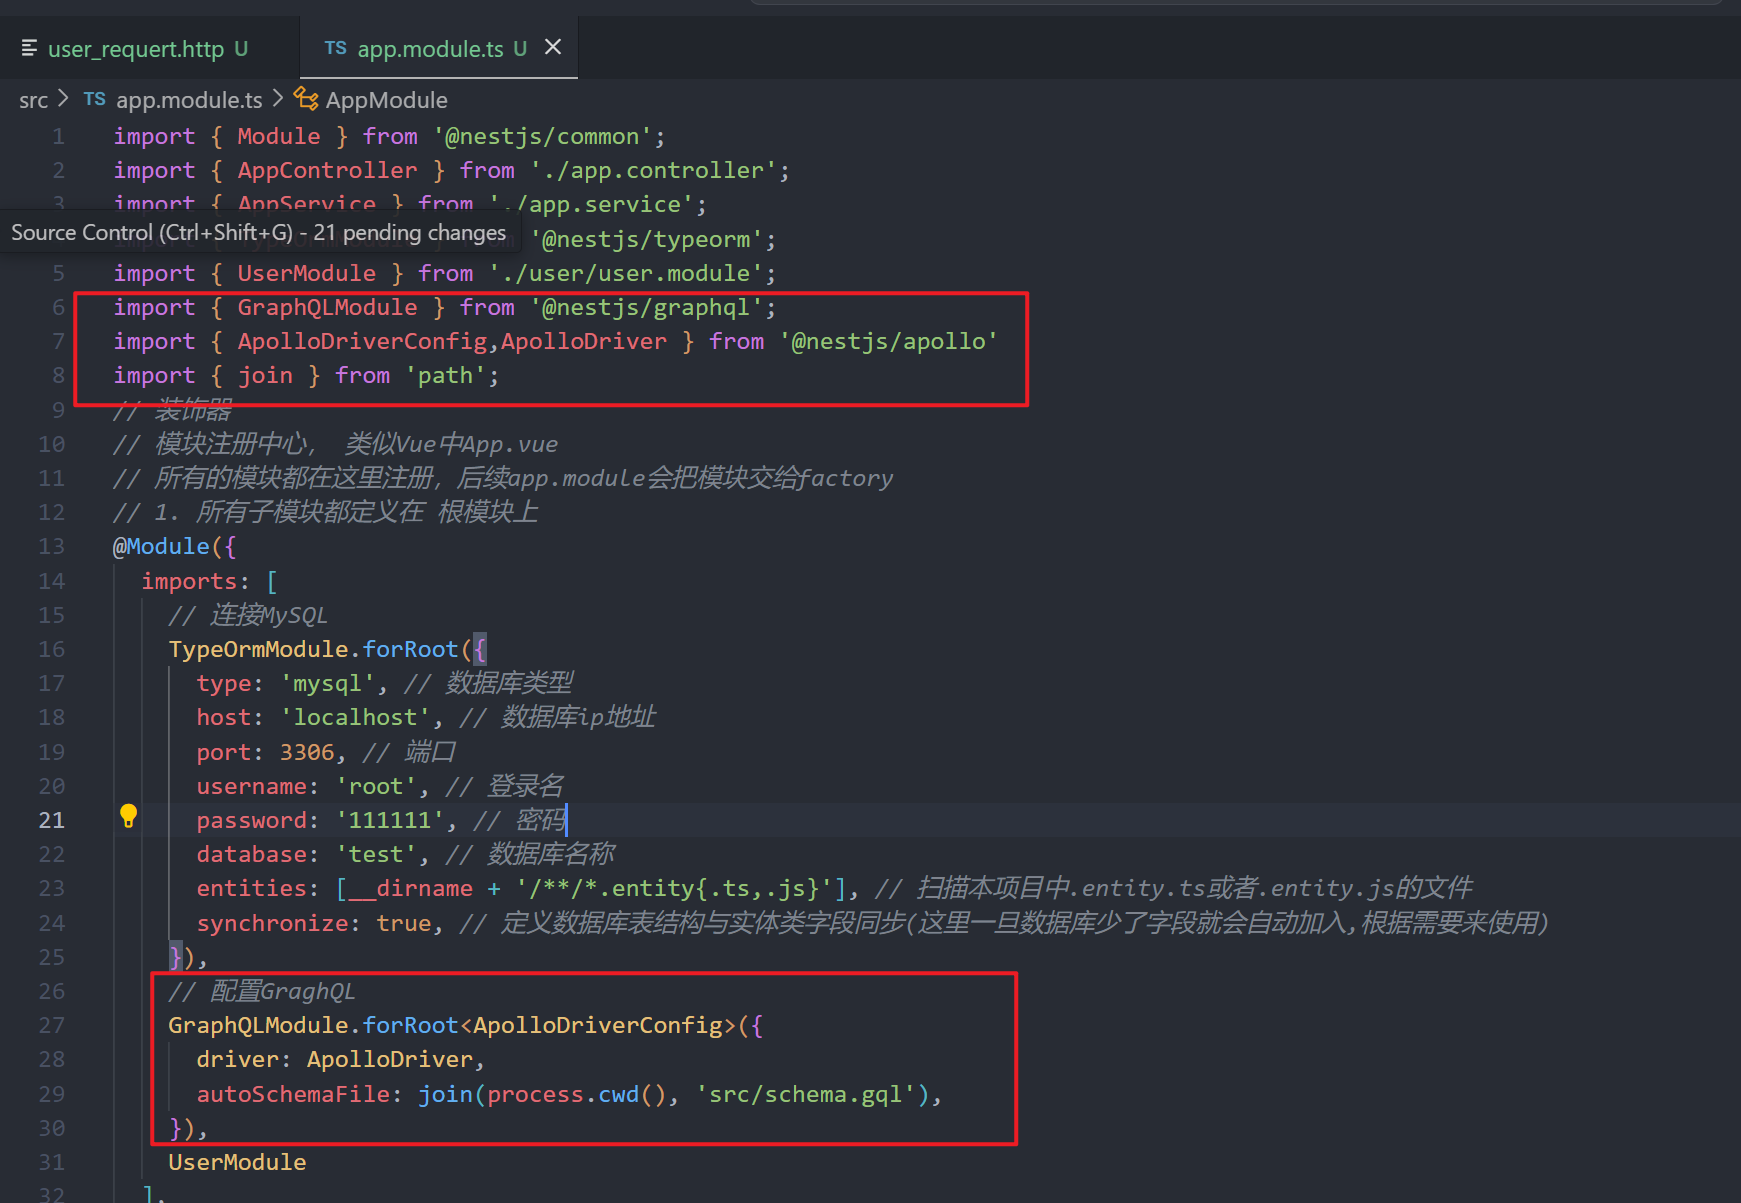 user_requert.http U
TS app.module.ts U
src > TS app.module.ts > AppModule
1 import { Module } from '@nestjs/common';
2 import { AppController } from './app.controller';
3 import { AppService } from './app.service';
Source Control (Ctrl+Shift+G) - 21 pending changes
'@nestjs/typeorm';
5 import { UserModule } from './user/user.module';
6 import { GraphQLModule } from '@nestjs/graphql';
7 import { ApolloDriverConfig,ApolloDriver } from '@nestjs/apollo'
8 import { join } from 'path';
9 // 装饰器
10 // 模块注册中心， 类似Vue中App.vue
11 // 所有的模块都在这里注册，后续app.module会把模块交给factory
12 // 1. 所有子模块都定义在 根模块上
13 @Module({
14 imports: [
15 // 连接MySQL
16 TypeOrmModule.forRoot({
17 type: 'mysql', // 数据库类型
18 host: 'localhost', // 数据库ip地址
19 port: 3306, // 端口
20 username: 'root', // 登录名
21 password: '111111', // 密码
22 database: 'test', // 数据库名称
23 entities: [__dirname + '/**/*.entity{.ts,.js}'], // 扫描本项目中.entity.ts或者.entity.js的文件
24 synchronize: true, // 定义数据库表结构与实体类字段同步(这里一旦数据库少了字段就会自动加入,根据需要来使用)
25 }),
26 // 配置GraghQL
27 GraphQLModule.forRoot<ApolloDriverConfig>({
28 driver: ApolloDriver,
29 autoSchemaFile: join(process.cwd(), 'src/schema.gql'),
30 }),
31 UserModule
32 ],